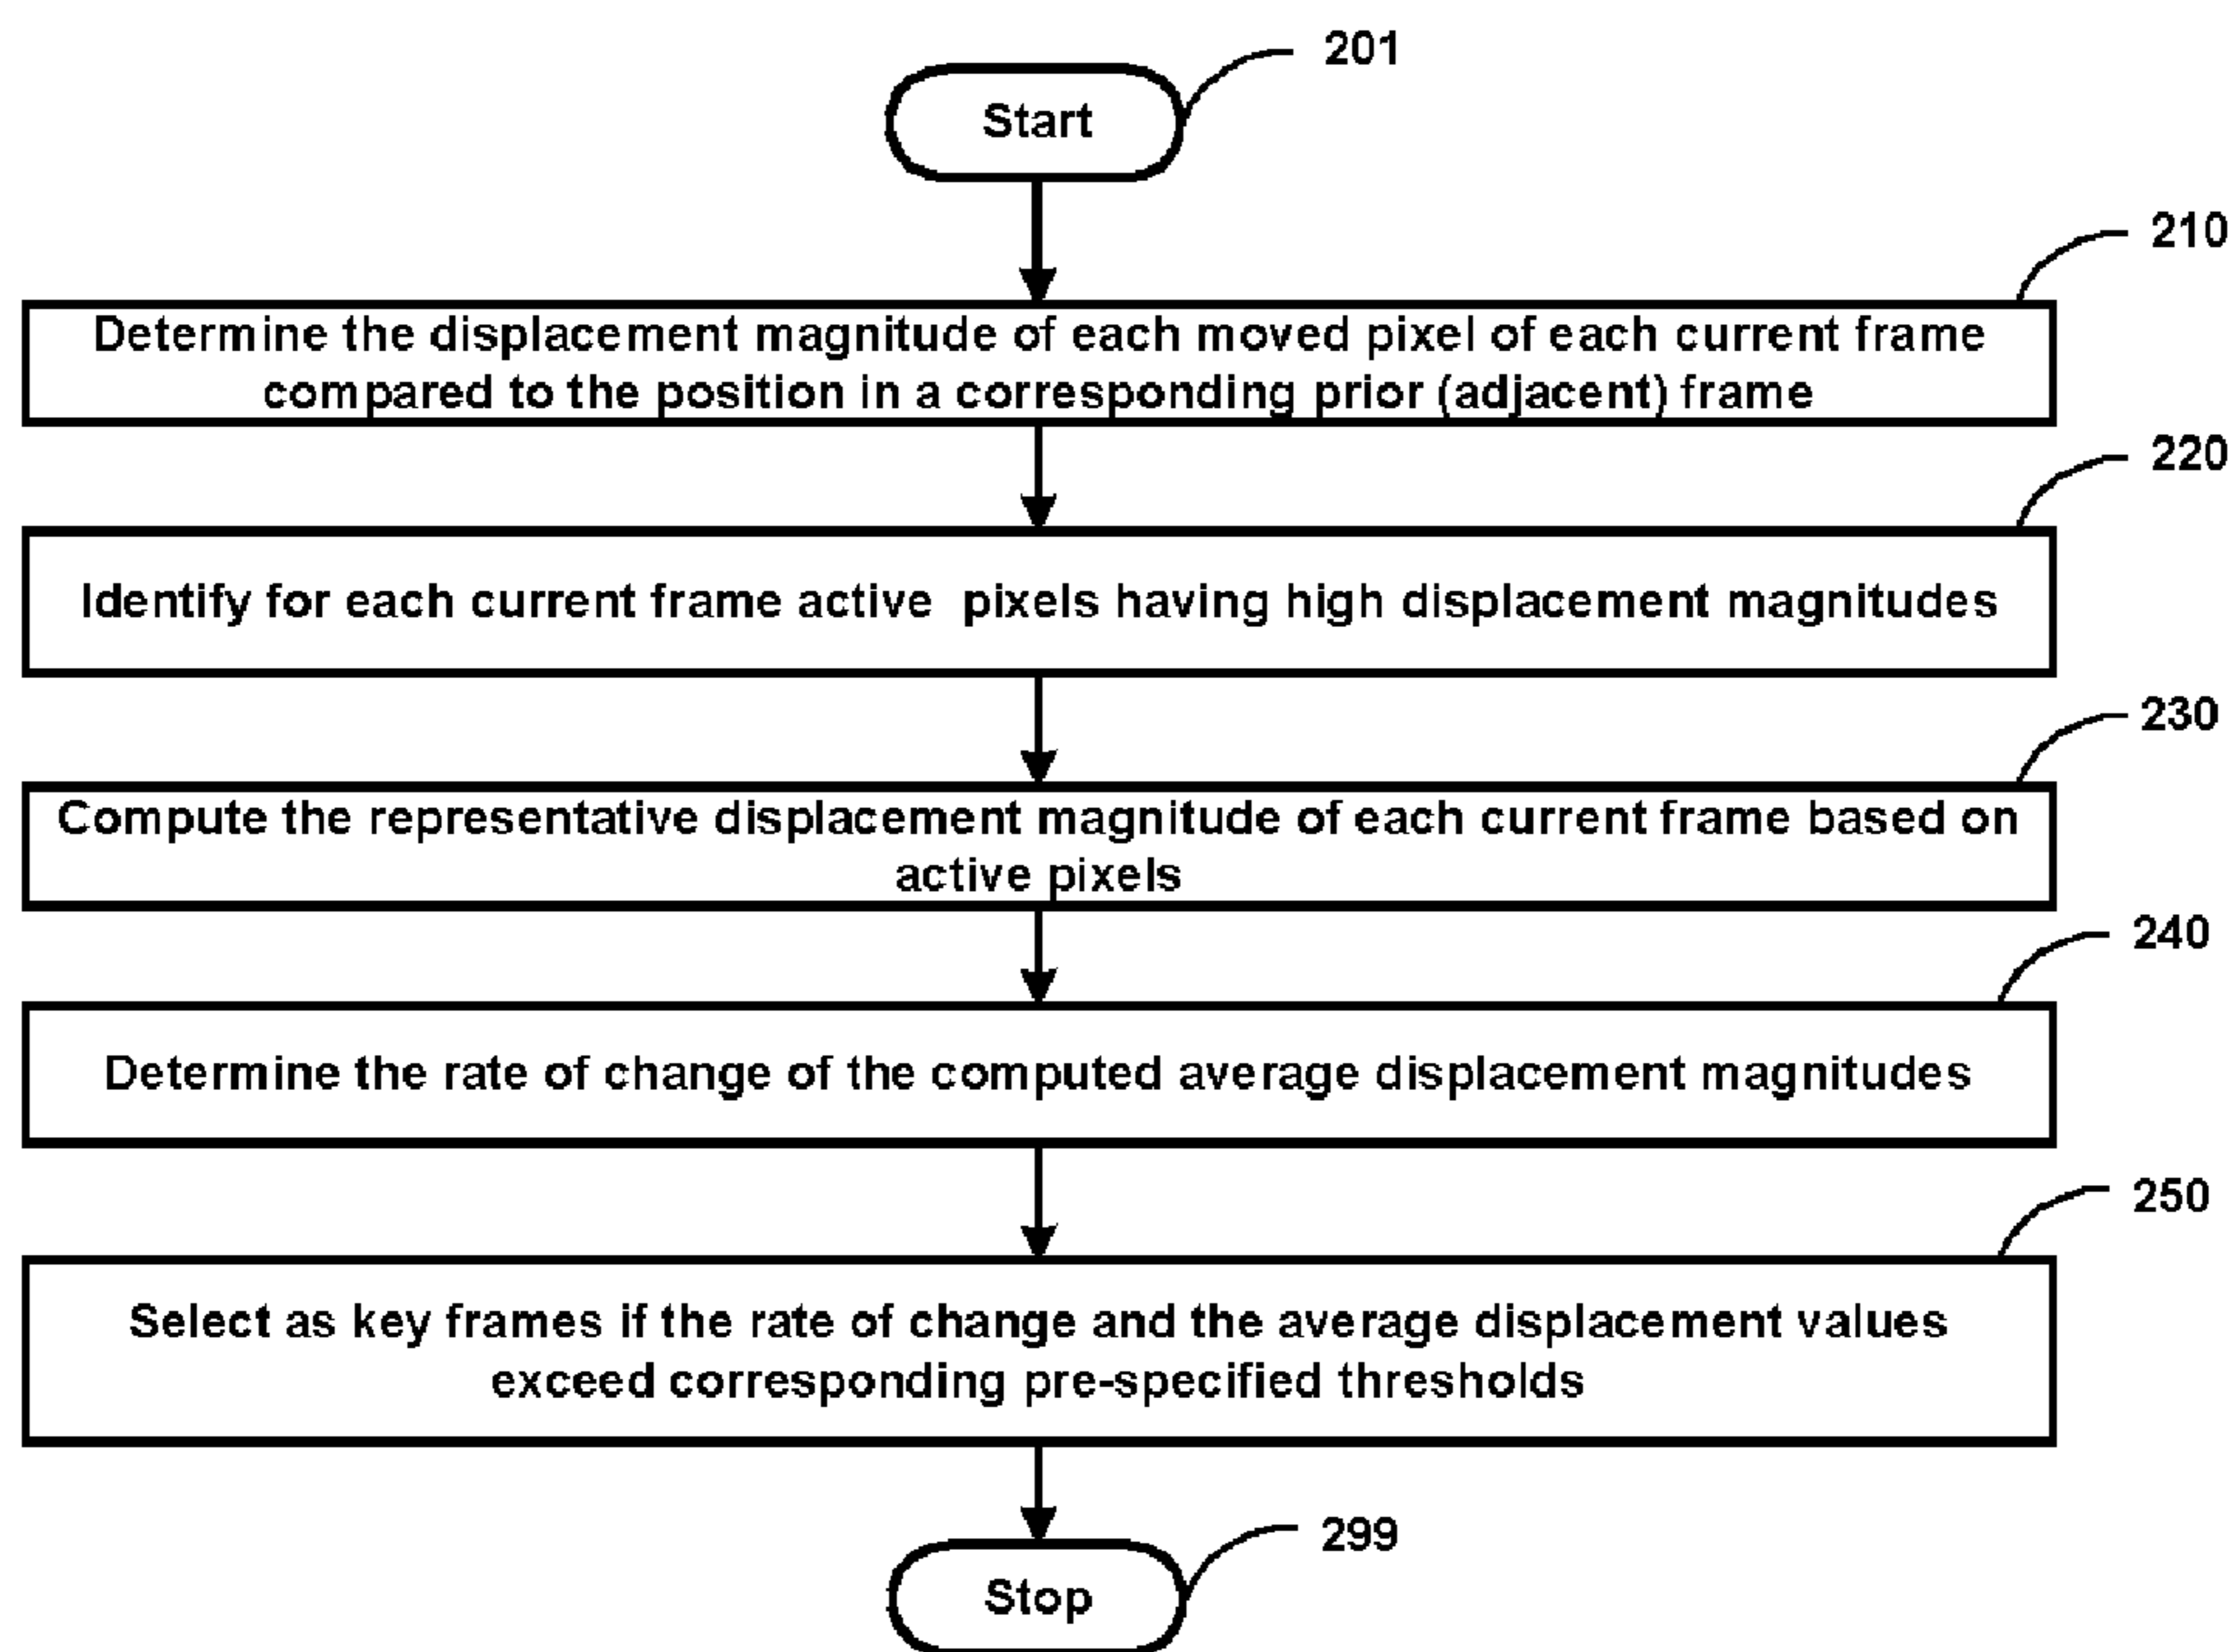 201
Start
210
Determine the displacement magnitude of each moved pixel of each current frame
compared to the position in a corresponding prior (adjacent) frame
220
Identify for each current frame active pixels having high displacement magnitudes
230
Compute the representative displacement magnitude of each current frame based on
active pixels
240
Determine the rate of change of the computed average displacement magnitudes
250
Select as key frames if the rate of change and the average displacement values
exceed corresponding pre-specified thresholds
299
Stop